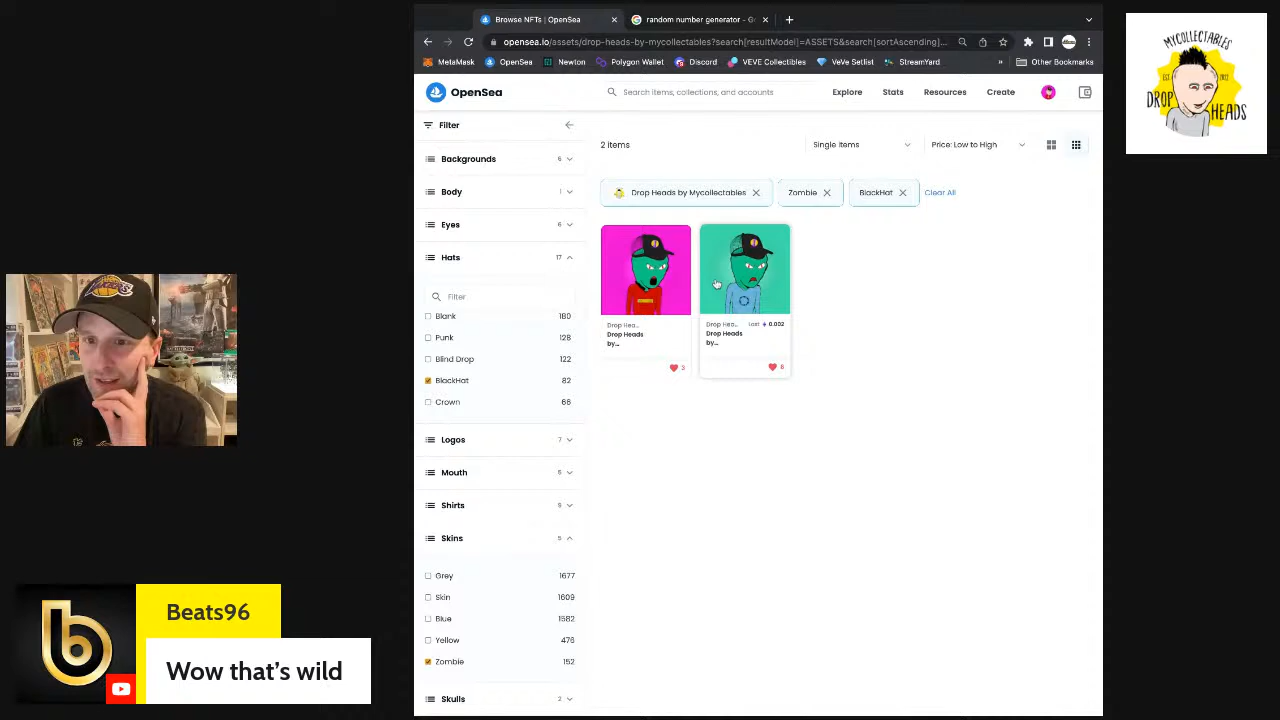 Browse NFTs | OpenSea
random number generator - G
opensea.io/assets/drop-heads-by-mycollectables?search[resultModel]=ASSETS&search[sortAscending]...
MetaMask
OpenSea
Newton
Polygon Wallet
Discord
VEVE Collectibles
VeVe Setlist
StreamYard
»
Other Bookmarks
OpenSea
Search items, collections, and accounts
Explore
Stats
Resources
Create
Filter
2 items
Single Items
Price: Low to High
Backgrounds 6
Drop Heads by Mycollectables
Zombie
BlackHat
Clear All
Body 1
Eyes 6
Hats 17
Filter
Blank 180
Punk 128
Blind Drop 122
BlackHat 82
Crown 66
Drop Hea...
Drop Heads
by...
3
Drop Hea... Last 0.002
Drop Heads
by...
6
Logos 7
Mouth 5
Shirts 9
Skins 5
Grey 1677
Skin 1609
Blue 1582
Yellow 476
Zombie 152
Skulls 2
MYCOLLECTABLES
EST 2012
DROP HEADS
Beats96
Wow that's wild